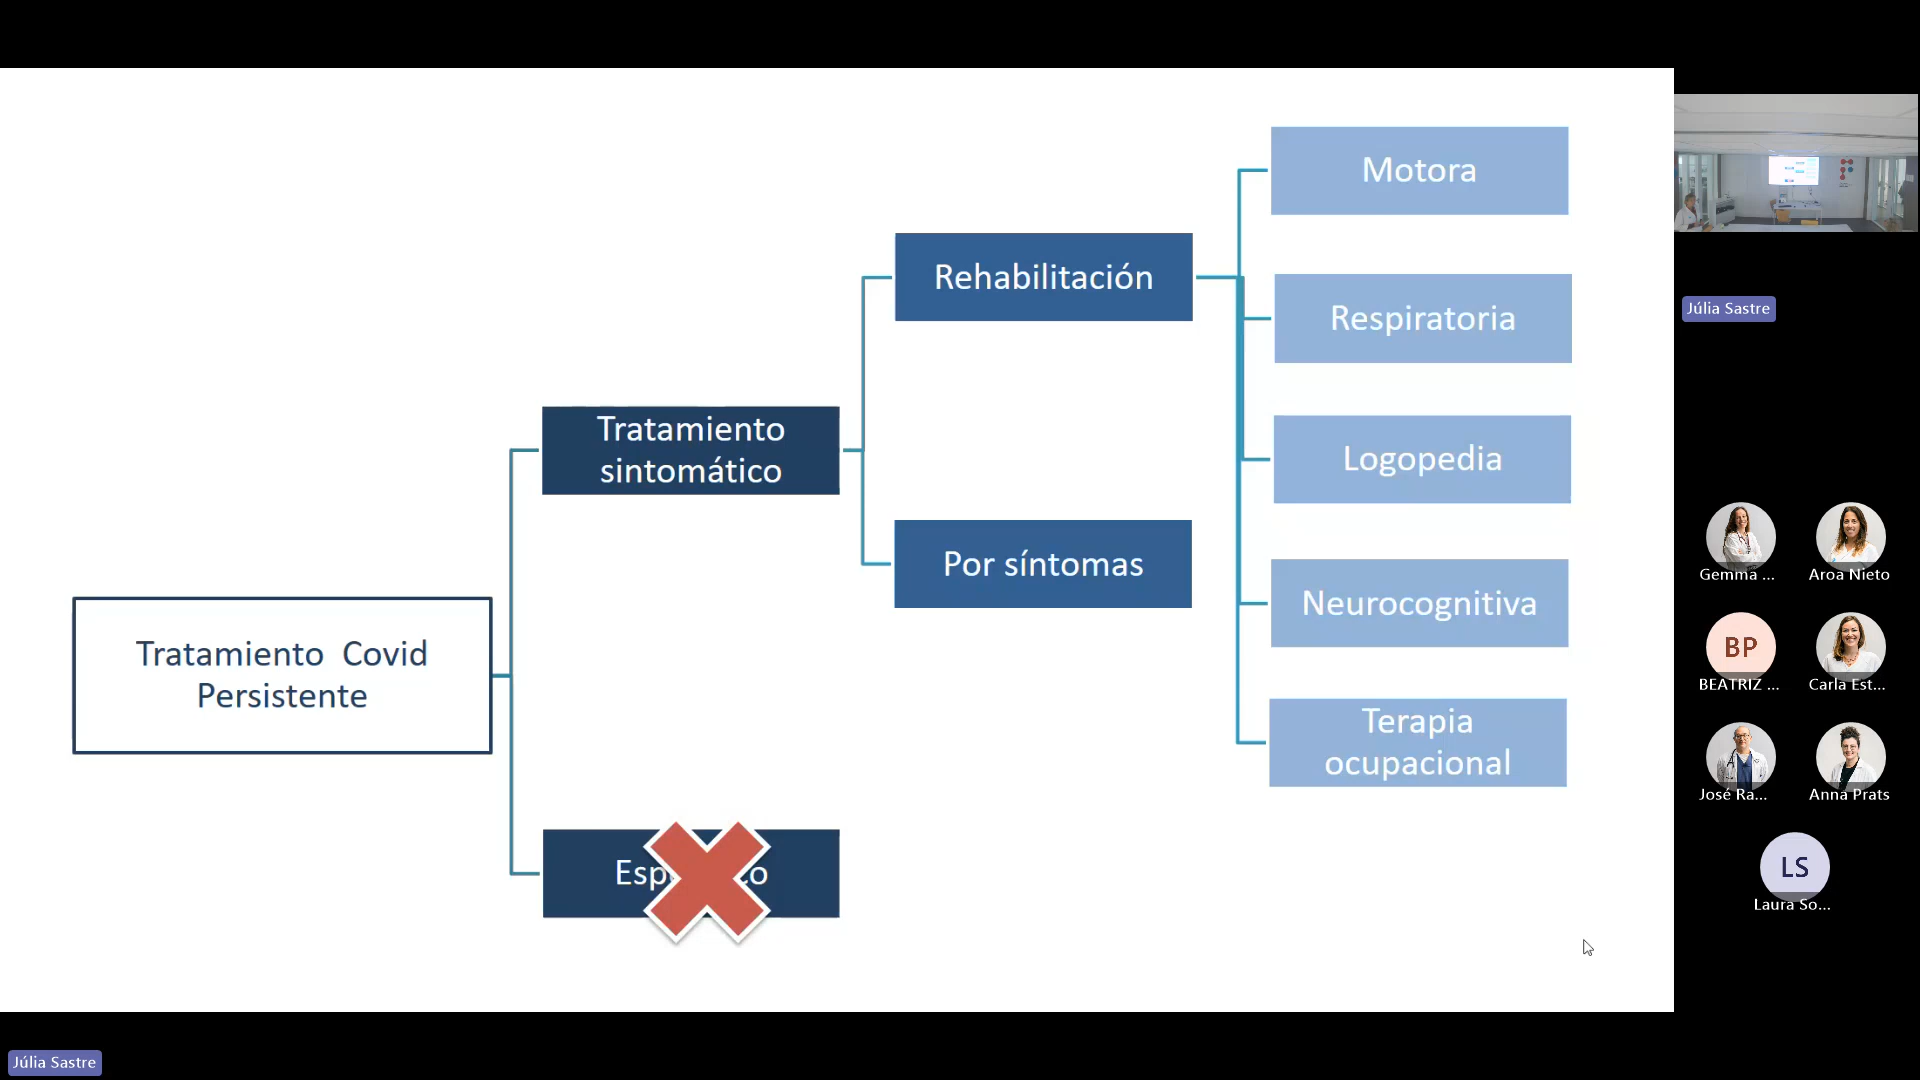 Motora
Rehabilitación
Respiratoria
Tratamiento
sintomático
Logopedia
Por síntomas
Neurocognitiva
Tratamiento  Covid
Persistente
Terapia
ocupacional
Júlia Sastre
Gemma ...
Aroa Nieto
BP
BEATRIZ ...
Carla Est...
José Ra...
Anna Prats
LS
Laura So...
Júlia Sastre